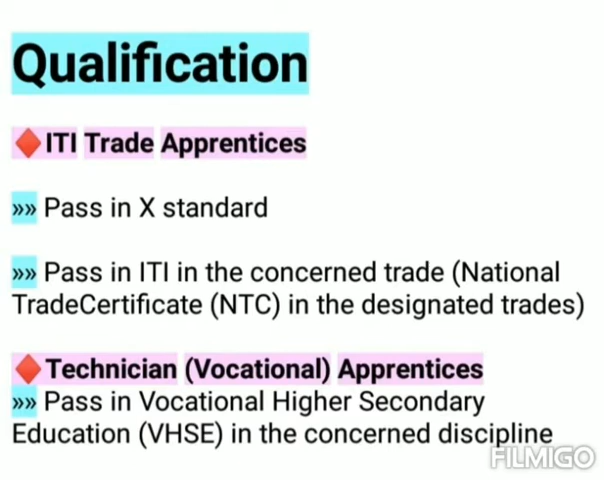 Qualification
♦ITI Trade Apprentices
»» Pass in X standard
»» Pass in ITI in the concerned trade (National
TradeCertificate (NTC) in the designated trades)
♦Technician (Vocational) Apprentices
»» Pass in Vocational Higher Secondary
Education (VHSE) in the concerned discipline
FILMIGO